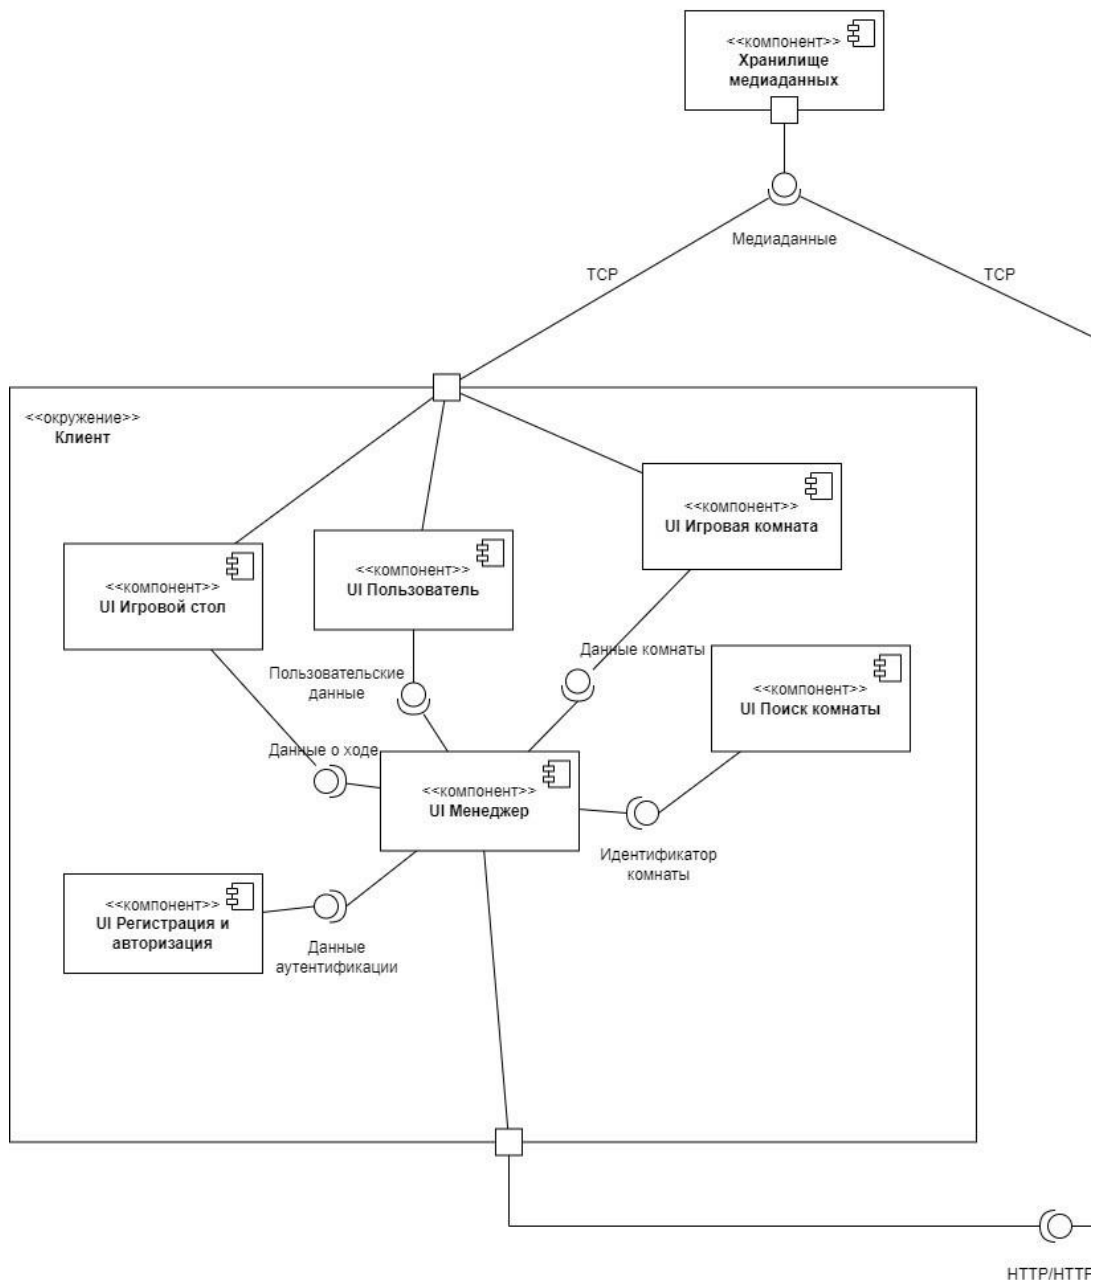 <<компонент>>
Хранилище
медиаданных
Медиаданные
TCP
TCP
<<окружение>>
Клиент
<<компонент>>
UI Игровая комната
<<компонент>>
UI Пользователь
<<компонент>>
UI Игровой стол
Данные комнаты
Пользовательские
данные
<<компонент>>
UI Поиск комнаты
Данные о ходе
<<компонент>>
UI Менеджер
Идентификатор
комнаты
<<компонент>>
UI Регистрация и
авторизация
Данные
аутентификации
HTTP/HTTP